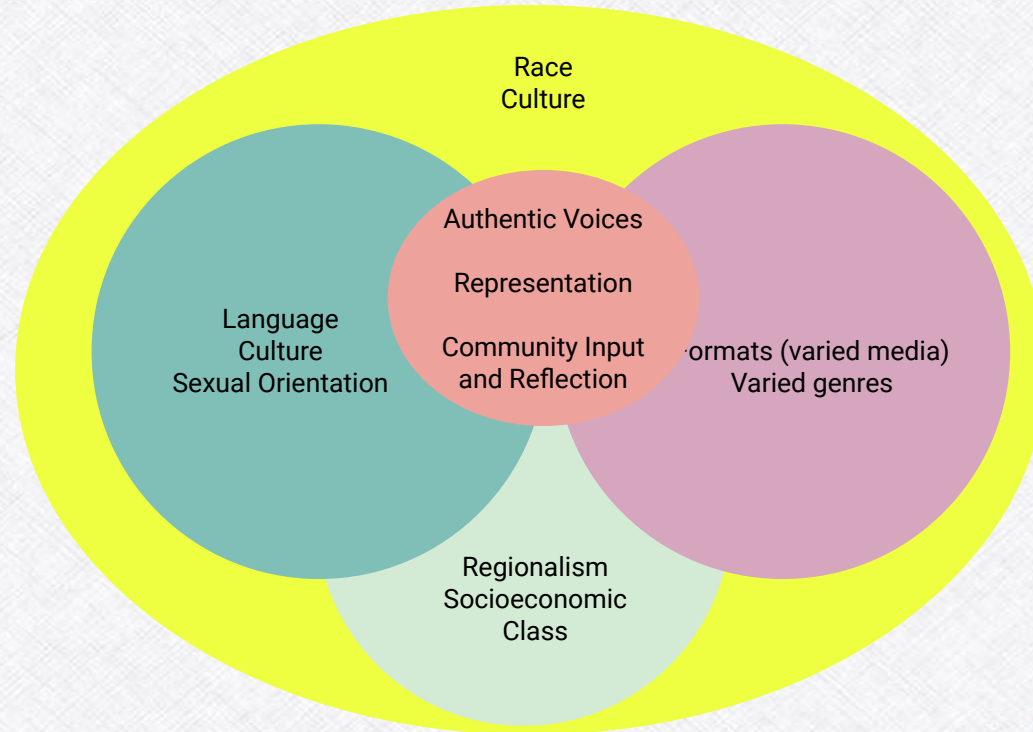 Race
Culture
Authentic Voices
Representation
Community Input
and Reflection
Language
Culture
Sexual Orientation
ormats (varied media)
Varied genres
Regionalism
Socioeconomic
Class